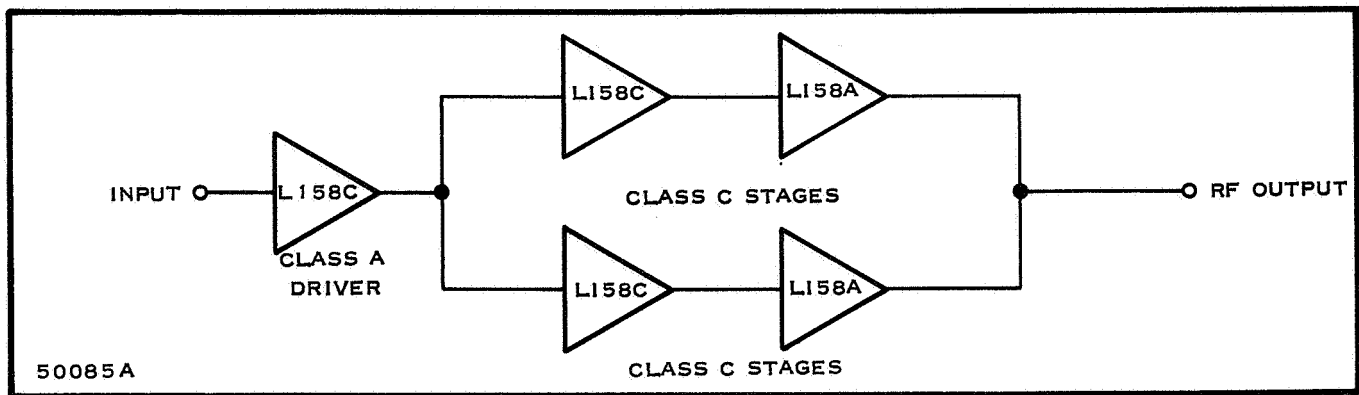 L158C
L158A
INPUT
L158C
CLASS C STAGES
RF OUTPUT
CLASS A
DRIVER
L158C
L158A
CLASS C STAGES
50085A